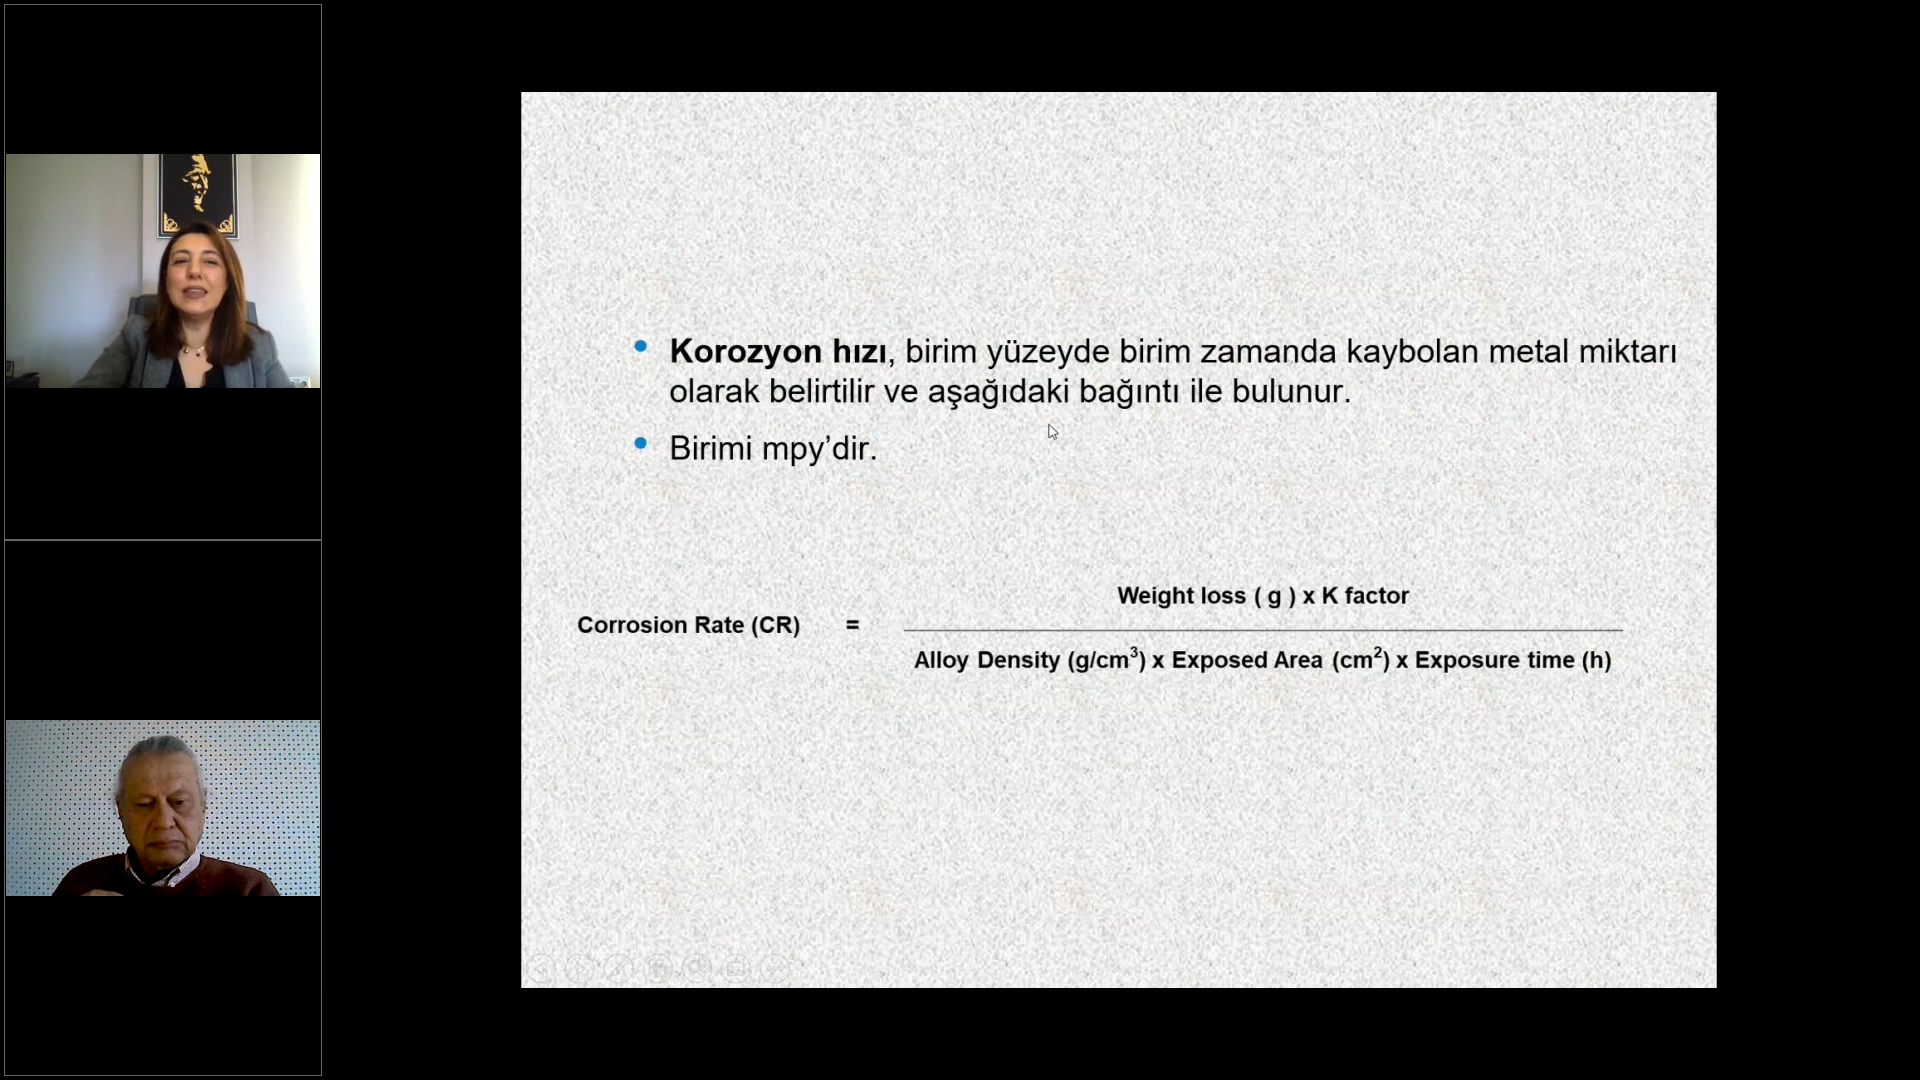 Korozyon hızı, birim yüzeyde birim zamanda kaybolan metal miktarı
olarak belirtilir ve aşağıdaki bağıntı ile bulunur.
Birimi mpy’dir.
Weight loss ( g ) x K factor
Corrosion Rate (CR) =
Alloy Density (g/cm³) x Exposed Area (cm²) x Exposure time (h)